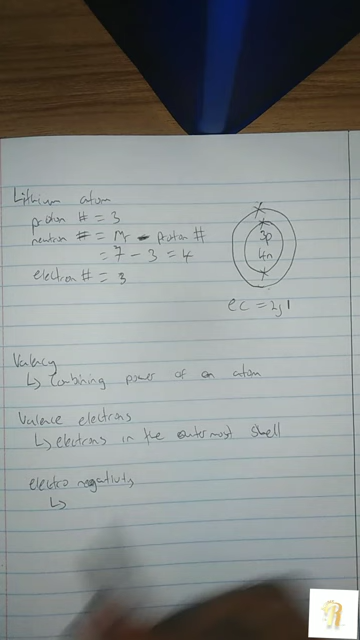 Lithium atom
proton # = 3
neutron # = Mr - proton #
= 7 - 3 = 4
electron # = 3
3p
4n
ec = 2,1
Valacy
↳ combining power of an atom
Valence electrons
↳ electrons in the outermost shell
electro negativity
↳